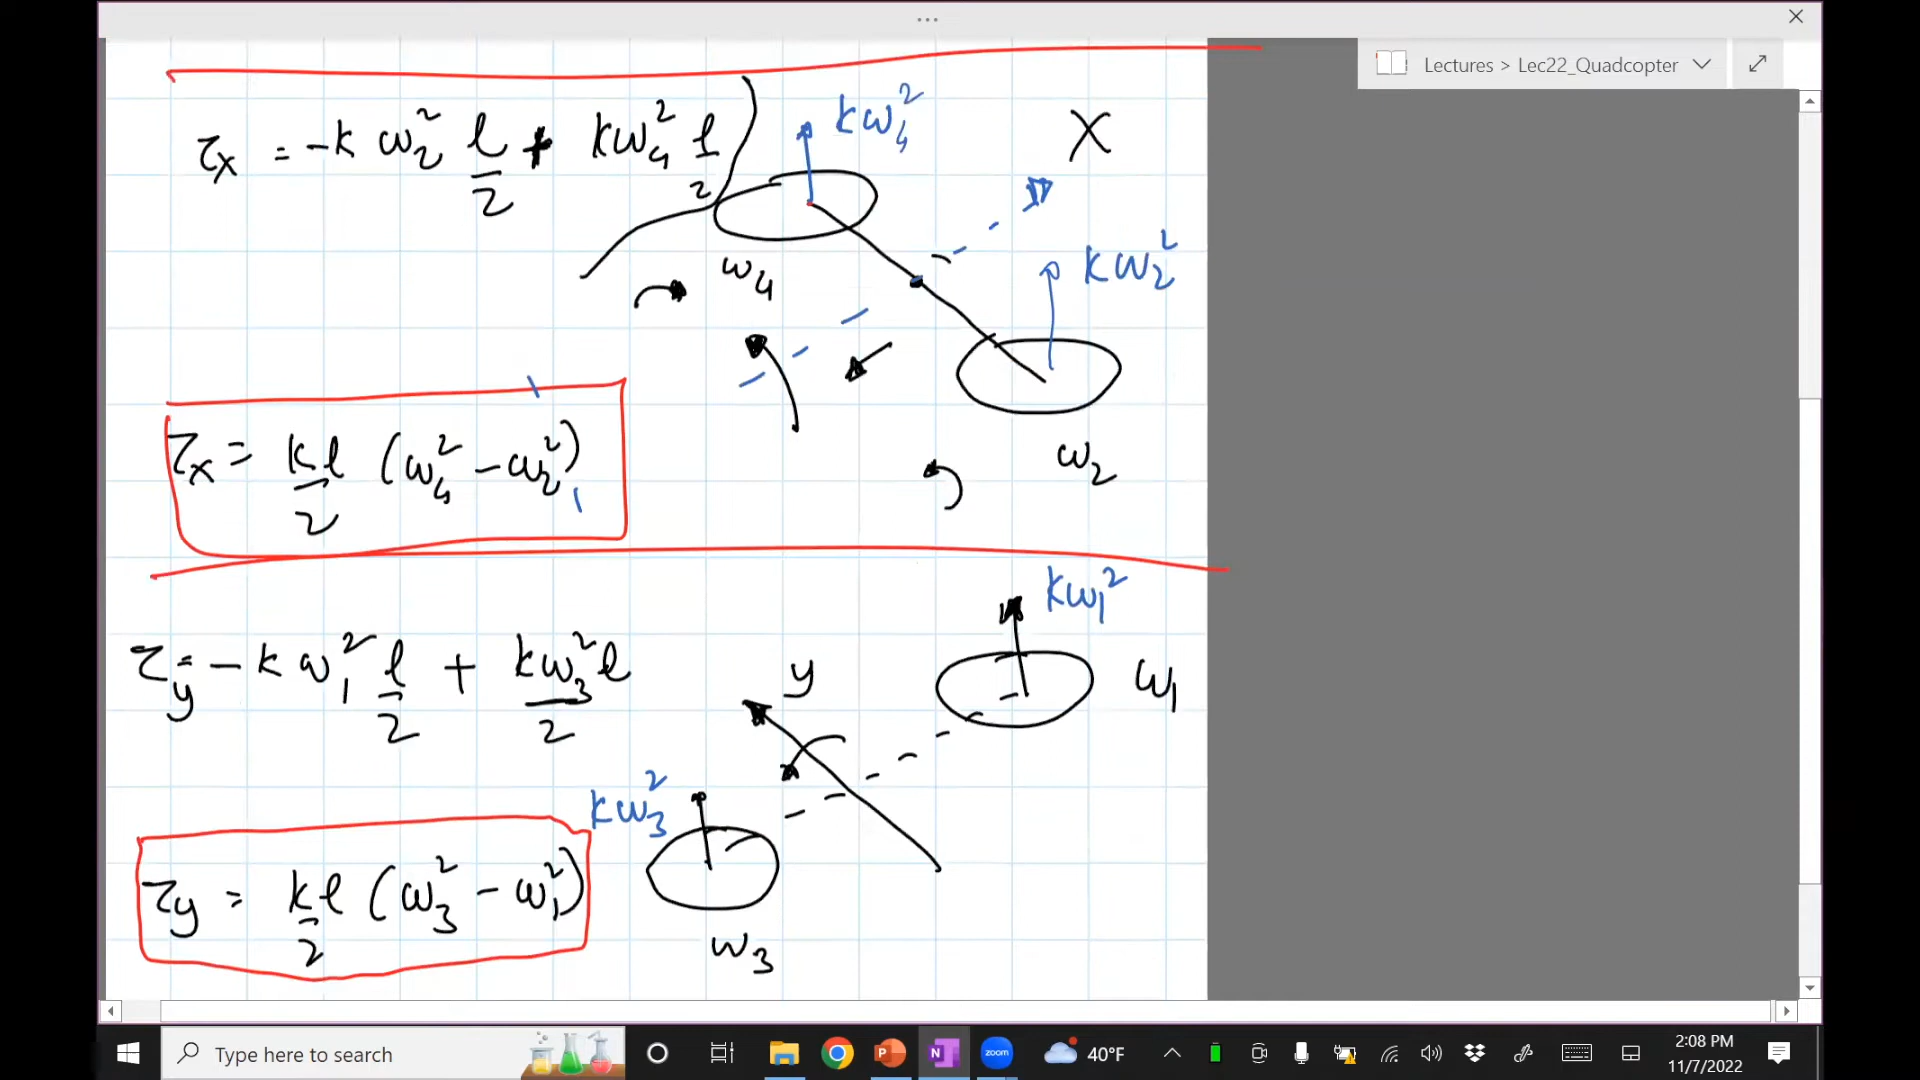 Lectures > Lec22_Quadcopter
τx = -k ω2² l/2 + kω4² l/2
kω4²
X
kω2²
ω4
ω2
τx = kl/2 (ω4² - ω2²)
kω1²
τy = -k ω1² l/2 + kω3² l/2
y
ω1
kω3²
τy = kl/2 (ω3² - ω1²)
ω3
Type here to search
zoom
40°F
2:08 PM
11/7/2022